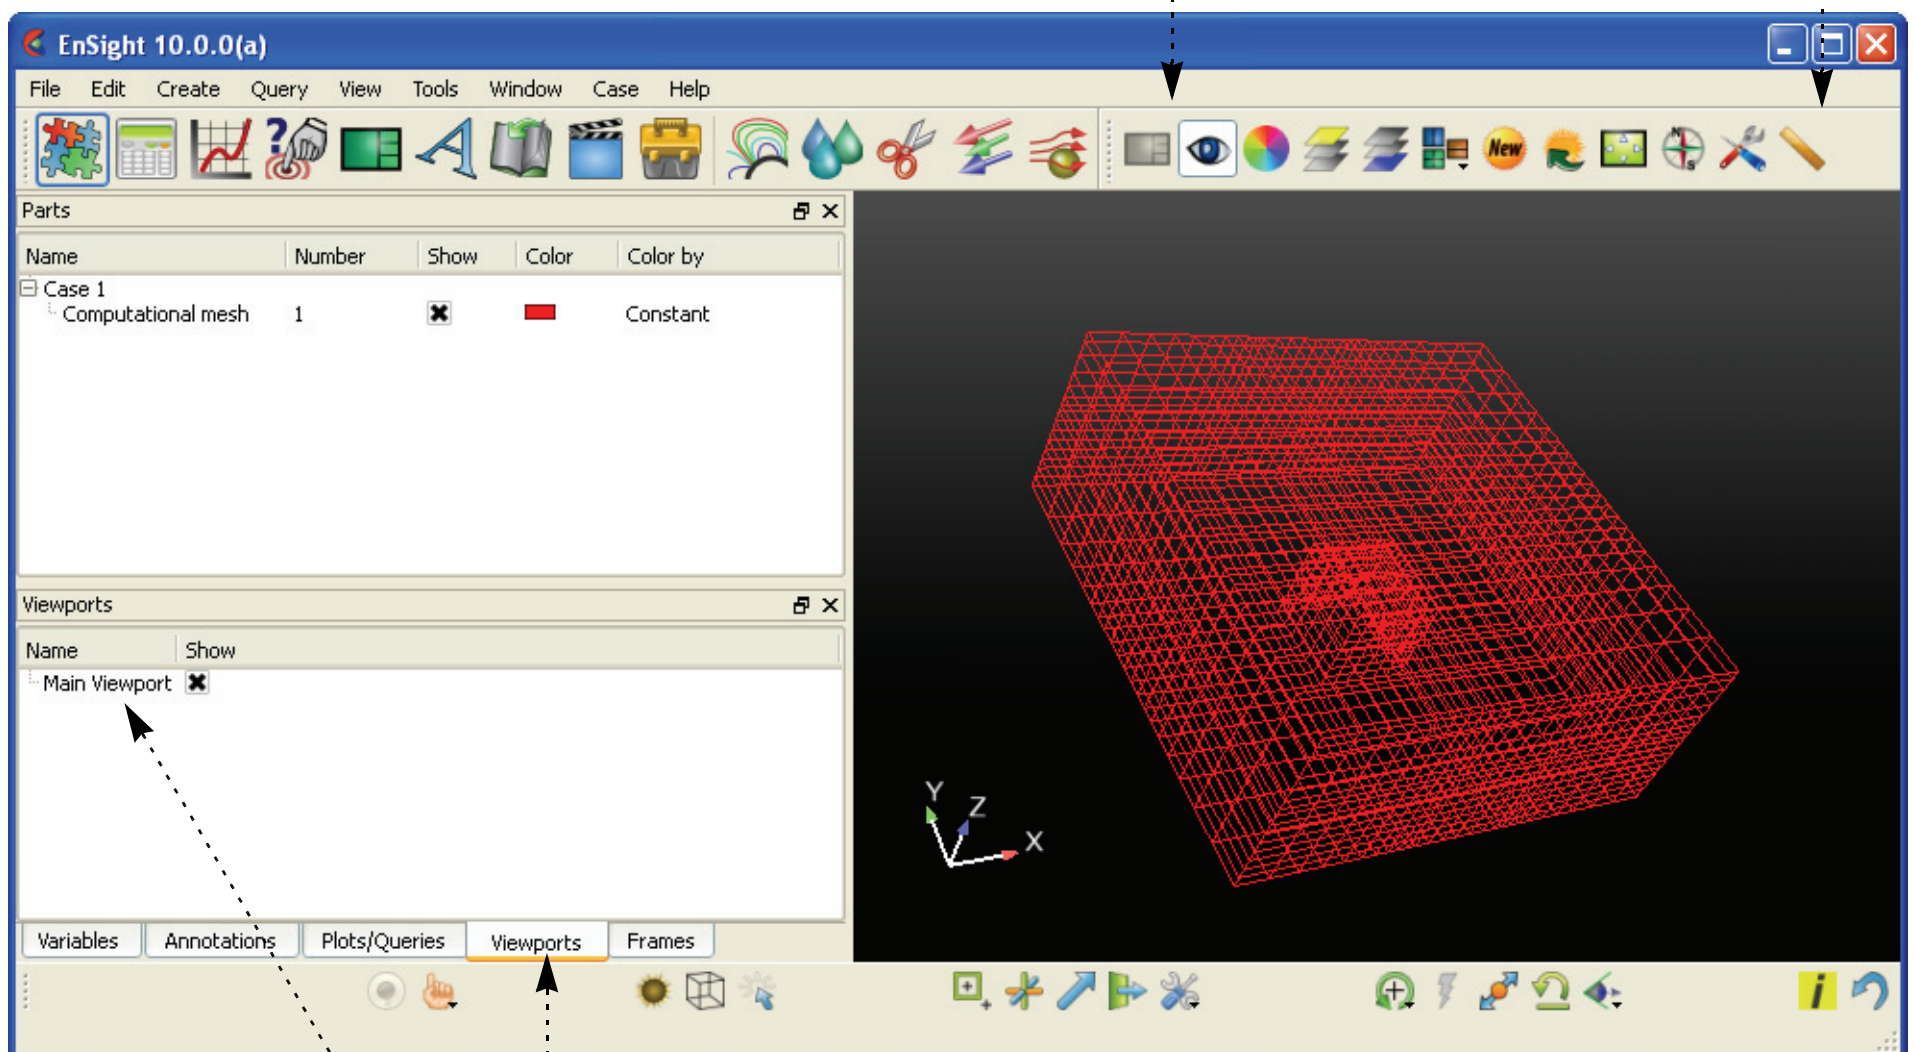 EnSight 10.0.0(a)
File Edit Create Query View Tools Window Case Help
New
N
S
Parts
Name Number Show Color Color by
Case 1
Computational mesh 1 Constant
Viewports
Name Show
Main Viewport
Y
Z
X
Variables Annotations Plots/Queries Viewports Frames
i